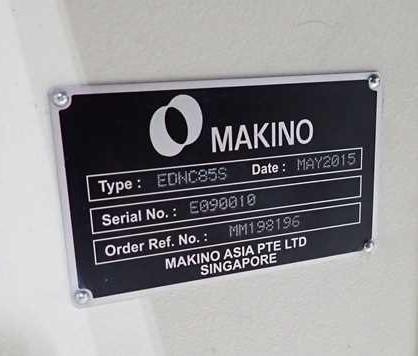 MAKINO
Type : EDNC85S Date : MAY2015
Serial No. : E090010
Order Ref. No. : MM198196
MAKINO ASIA PTE LTD
SINGAPORE